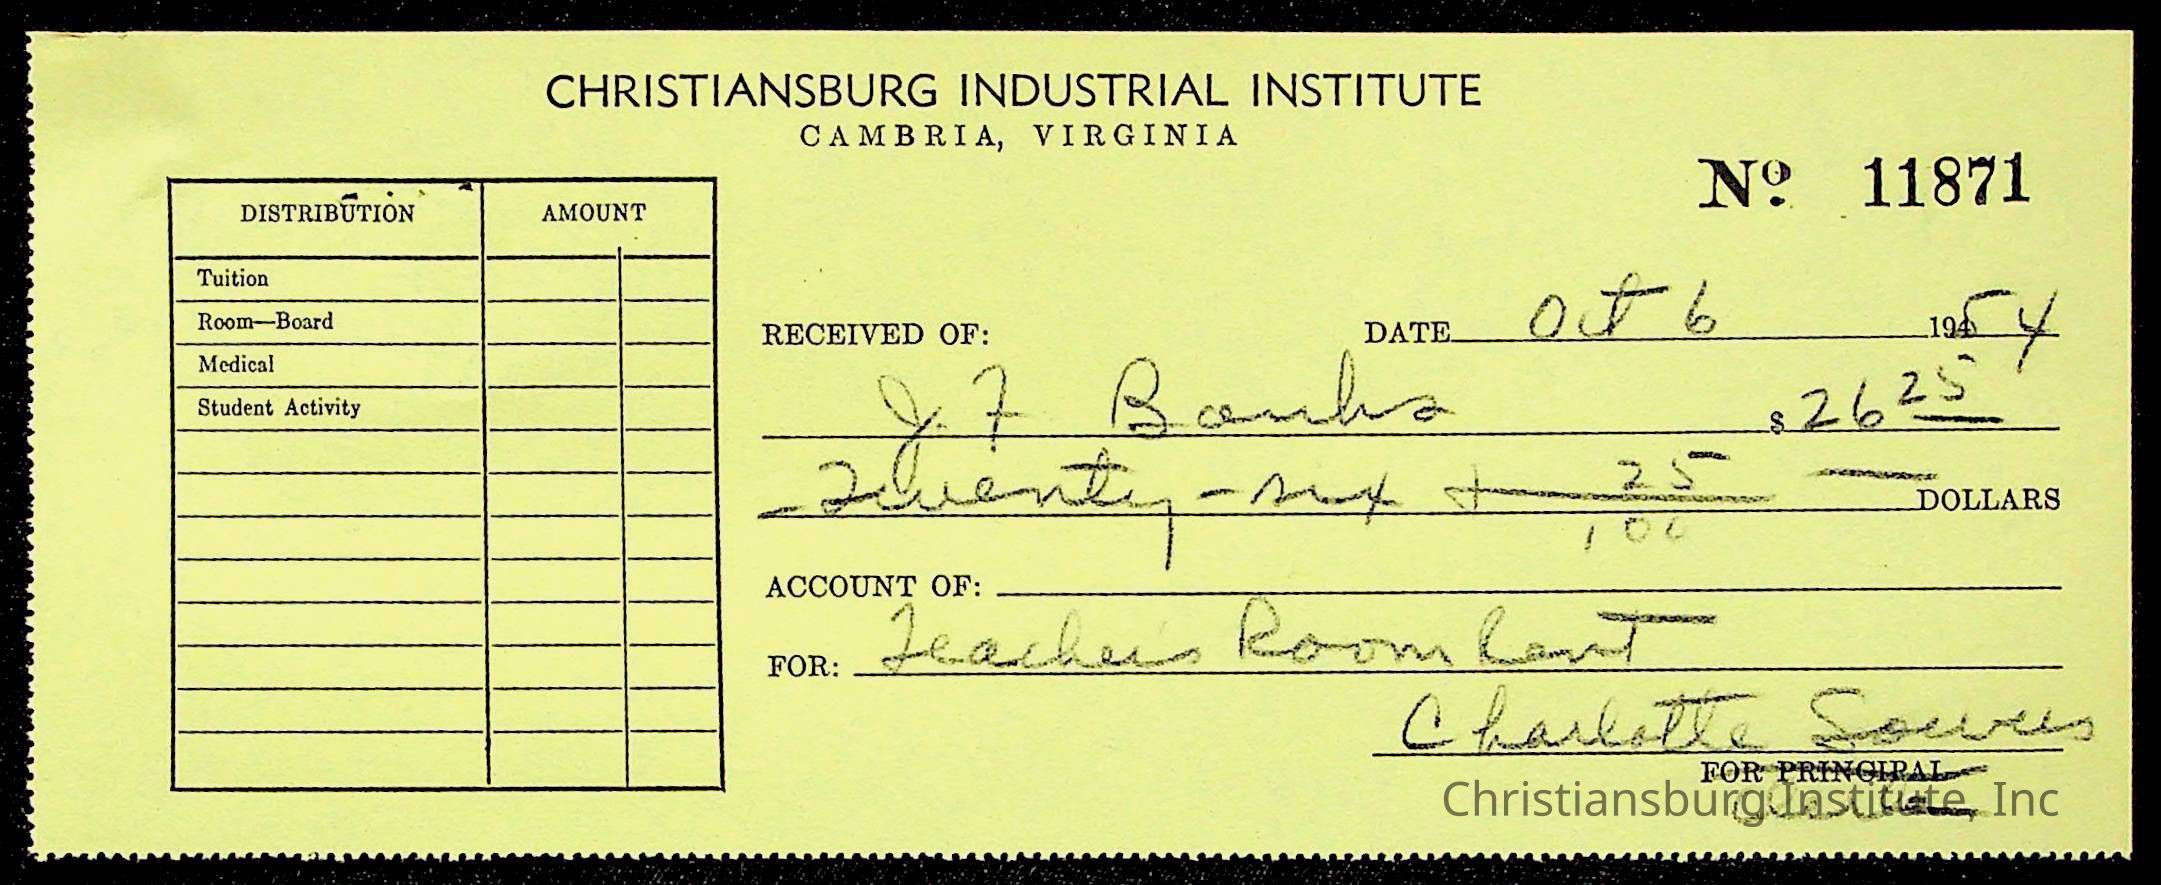 CHRISTIANSBURG INDUSTRIAL INSTITUTE
CAMBRIA, VIRGINIA
Nº 11871
DISTRIBUTION AMOUNT
Tuition
Room—Board
Medical
Student Activity
RECEIVED OF: DATE Oct 6 1954
J. F Banks $26 25
Twenty-six + 25/100 DOLLARS
ACCOUNT OF:
FOR: Teacher's Room Rent
Charlotte
FOR PRINCIPAL
Christiansburg Institute, Inc